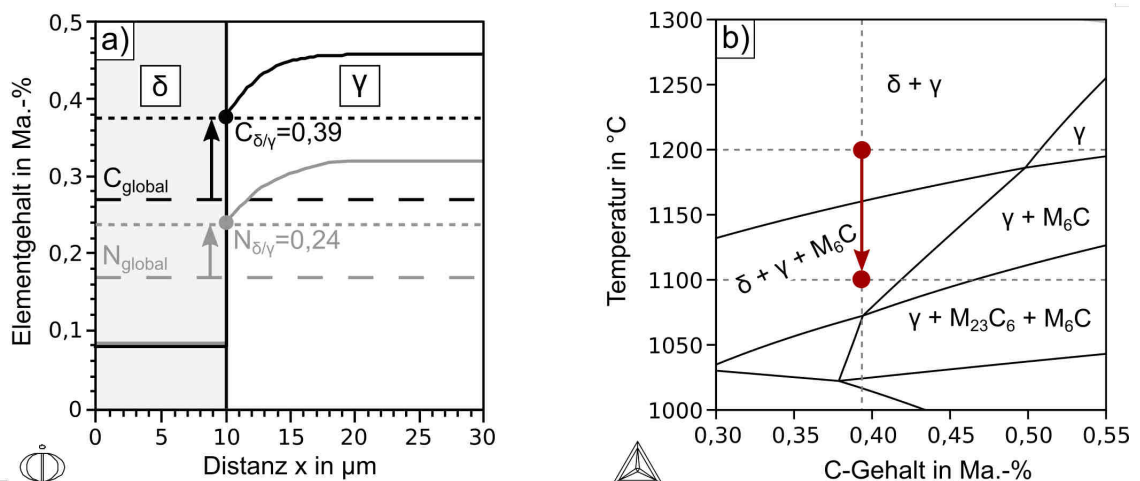 a)
0,5
0,4
0,3
0,2
0,1
0
0
5
10
15
20
25
30
Elementgehalt in Ma.-%
Distanz x in µm
δ
γ
C_δ/γ=0,39
C_global
N_δ/γ=0,24
N_global
b)
1300
1250
1200
1150
1100
1050
1000
0,30
0,35
0,40
0,45
0,50
0,55
Temperatur in °C
C-Gehalt in Ma.-%
δ + γ
γ
γ + M₆C
δ + γ + M₆C
γ + M₂₃C₆ + M₆C